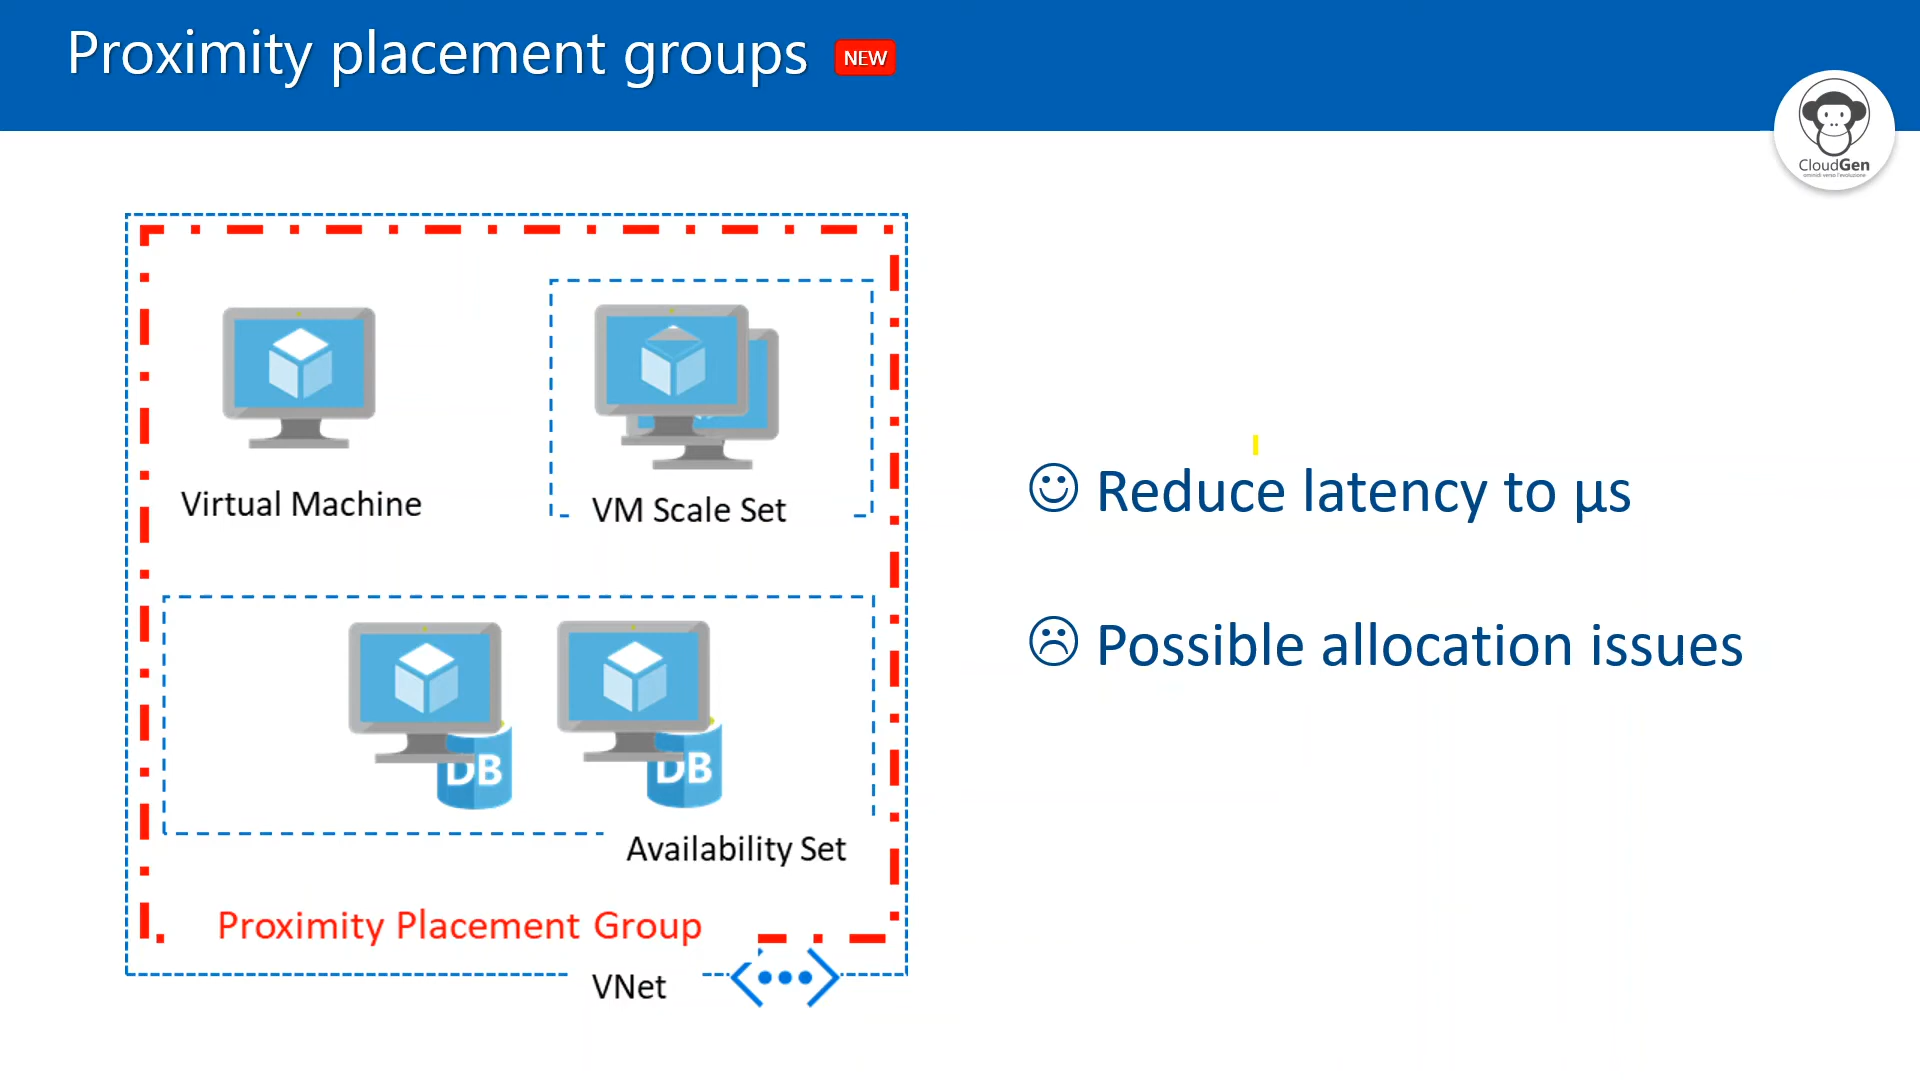 Proximity placement groups NEW
CloudGen
Virtual Machine
VM Scale Set
Reduce latency to µs
Possible allocation issues
DB
DB
Availability Set
Proximity Placement Group
VNet